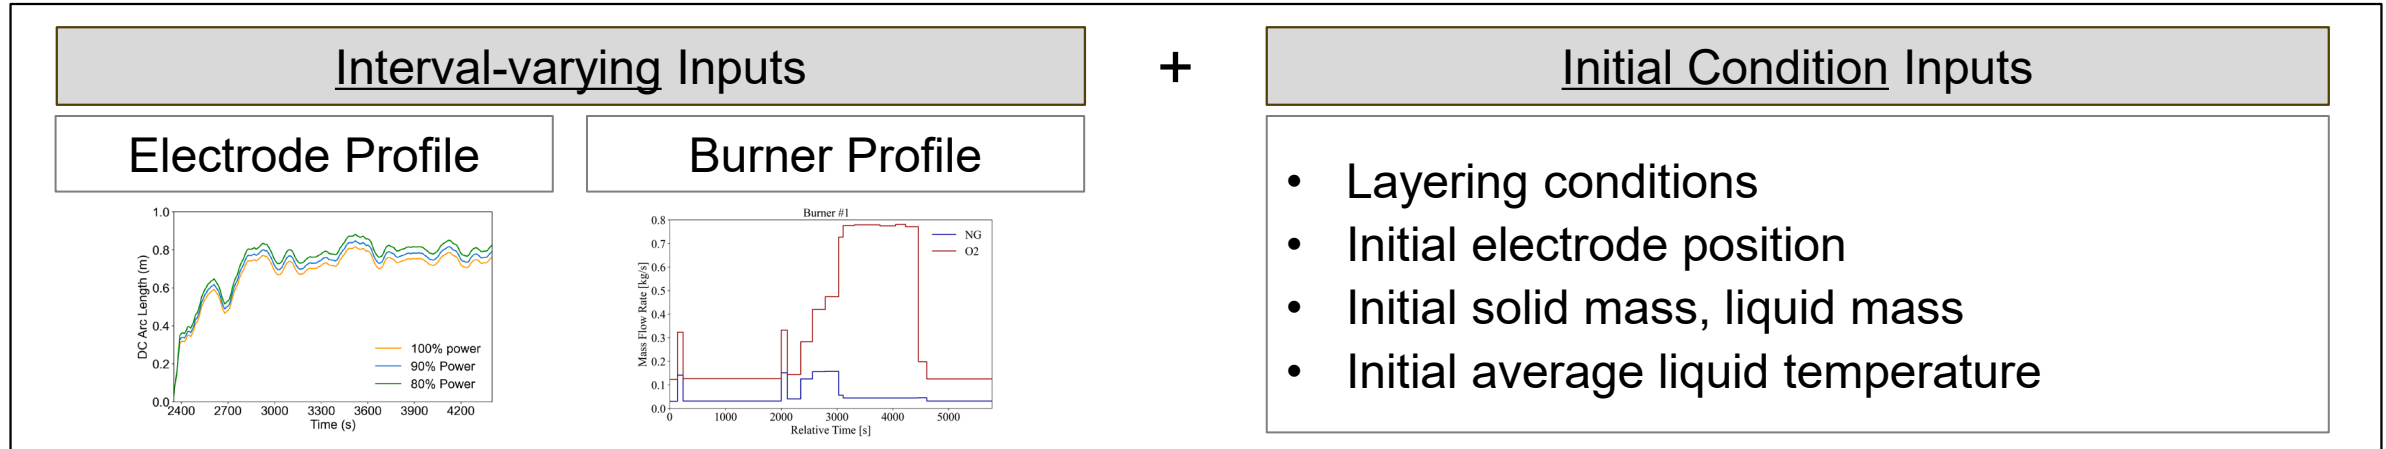 Interval-varying Inputs
+
Initial Condition Inputs
Electrode Profile
Burner Profile
1.0
0.8
0.6
0.4
0.2
0.0
DC Arc Length (m)
100% power
90% Power
80% Power
2400 2700 3000 3300 3600 3900 4200
Time (s)
Burner #1
0.8
0.7
0.6
0.5
0.4
0.3
0.2
0.1
0.0
Mass Flow Rate [kg/s]
NG
O2
0 1000 2000 3000 4000 5000
Relative Time [s]
• Layering conditions
• Initial electrode position
• Initial solid mass, liquid mass
• Initial average liquid temperature